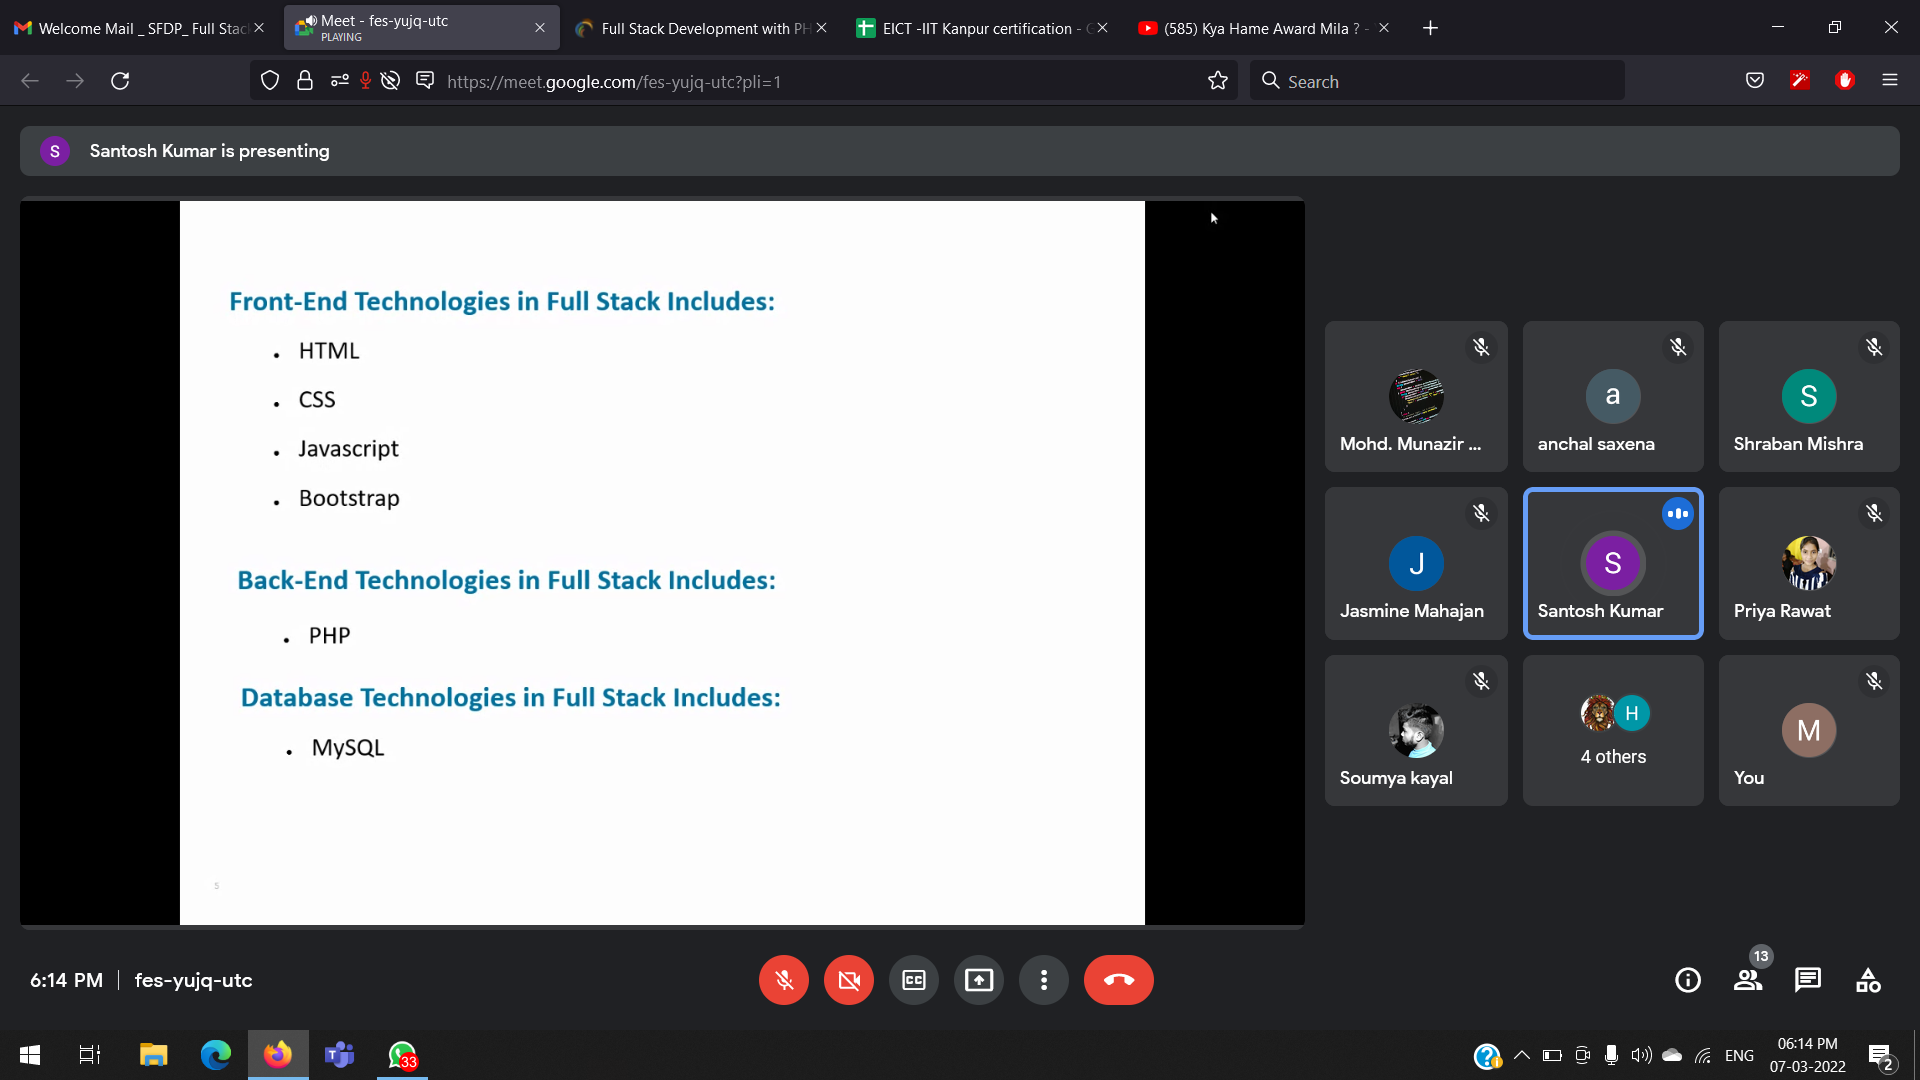 Welcome Mail _ SFDP_ Full Stac
Meet - fes-yujq-utc
PLAYING
Full Stack Development with PH
EICT -IIT Kanpur certification - G
(585) Kya Hame Award Mila ? -
https://meet.google.com/fes-yujq-utc?pli=1
Search
S
Santosh Kumar is presenting
Front-End Technologies in Full Stack Includes:
• HTML
• CSS
• Javascript
• Bootstrap
Back-End Technologies in Full Stack Includes:
• PHP
Database Technologies in Full Stack Includes:
• MySQL
5
Mohd. Munazir ...
a
anchal saxena
S
Shraban Mishra
J
Jasmine Mahajan
S
Santosh Kumar
Priya Rawat
Soumya kayal
H
4 others
M
You
6:14 PM | fes-yujq-utc
CC
13
T
33
ENG
06:14 PM
07-03-2022
2